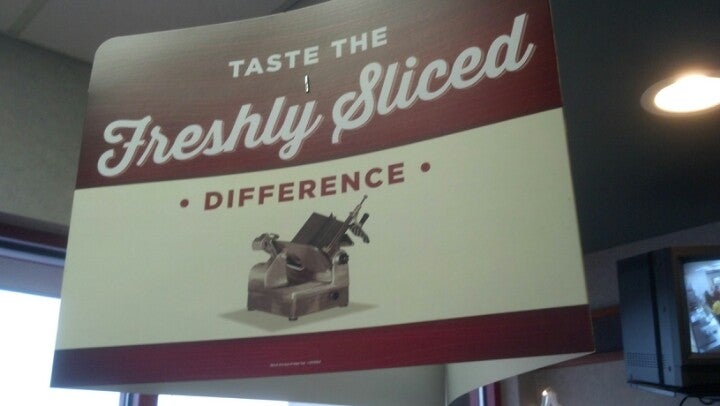 TASTE THE
Freshly Sliced
• DIFFERENCE •